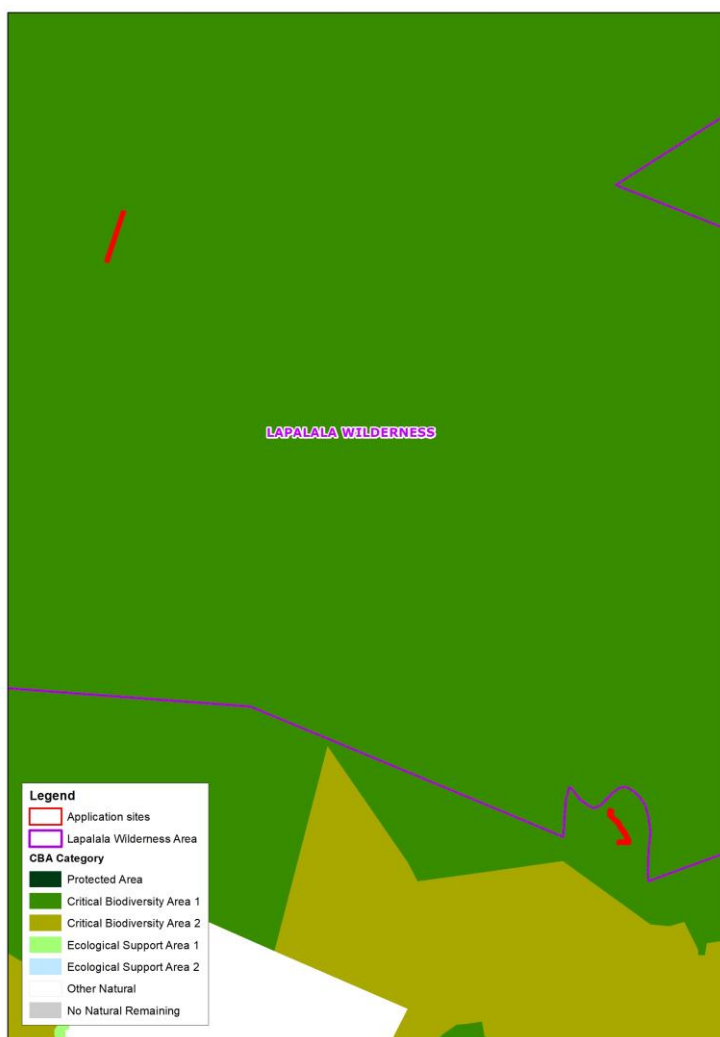 LAPALALA WILDERNESS
Legend
Application sites
Lapalala Wilderness Area
CBA Category
Protected Area
Critical Biodiversity Area 1
Critical Biodiversity Area 2
Ecological Support Area 1
Ecological Support Area 2
Other Natural
No Natural Remaining